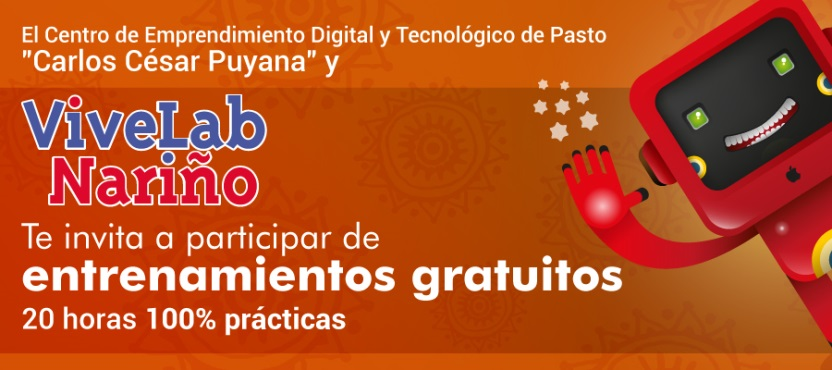 El Centro de Emprendimiento Digital y Tecnológico de Pasto
"Carlos César Puyana" y
ViveLab
Nariño
Te invita a participar de
entrenamientos gratuitos
20 horas 100% prácticas